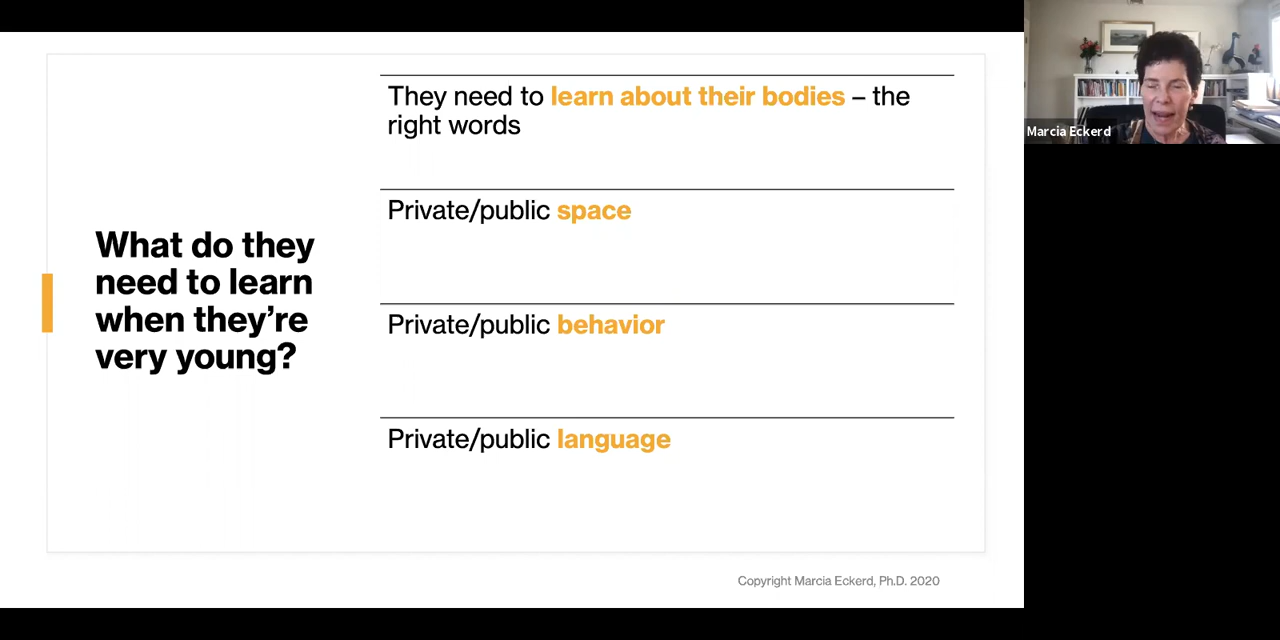 What do they
need to learn
when they're
very young?
They need to learn about their bodies – the
right words
Private/public space
Private/public behavior
Private/public language
Copyright Marcia Eckerd, Ph.D. 2020
Marcia Eckerd